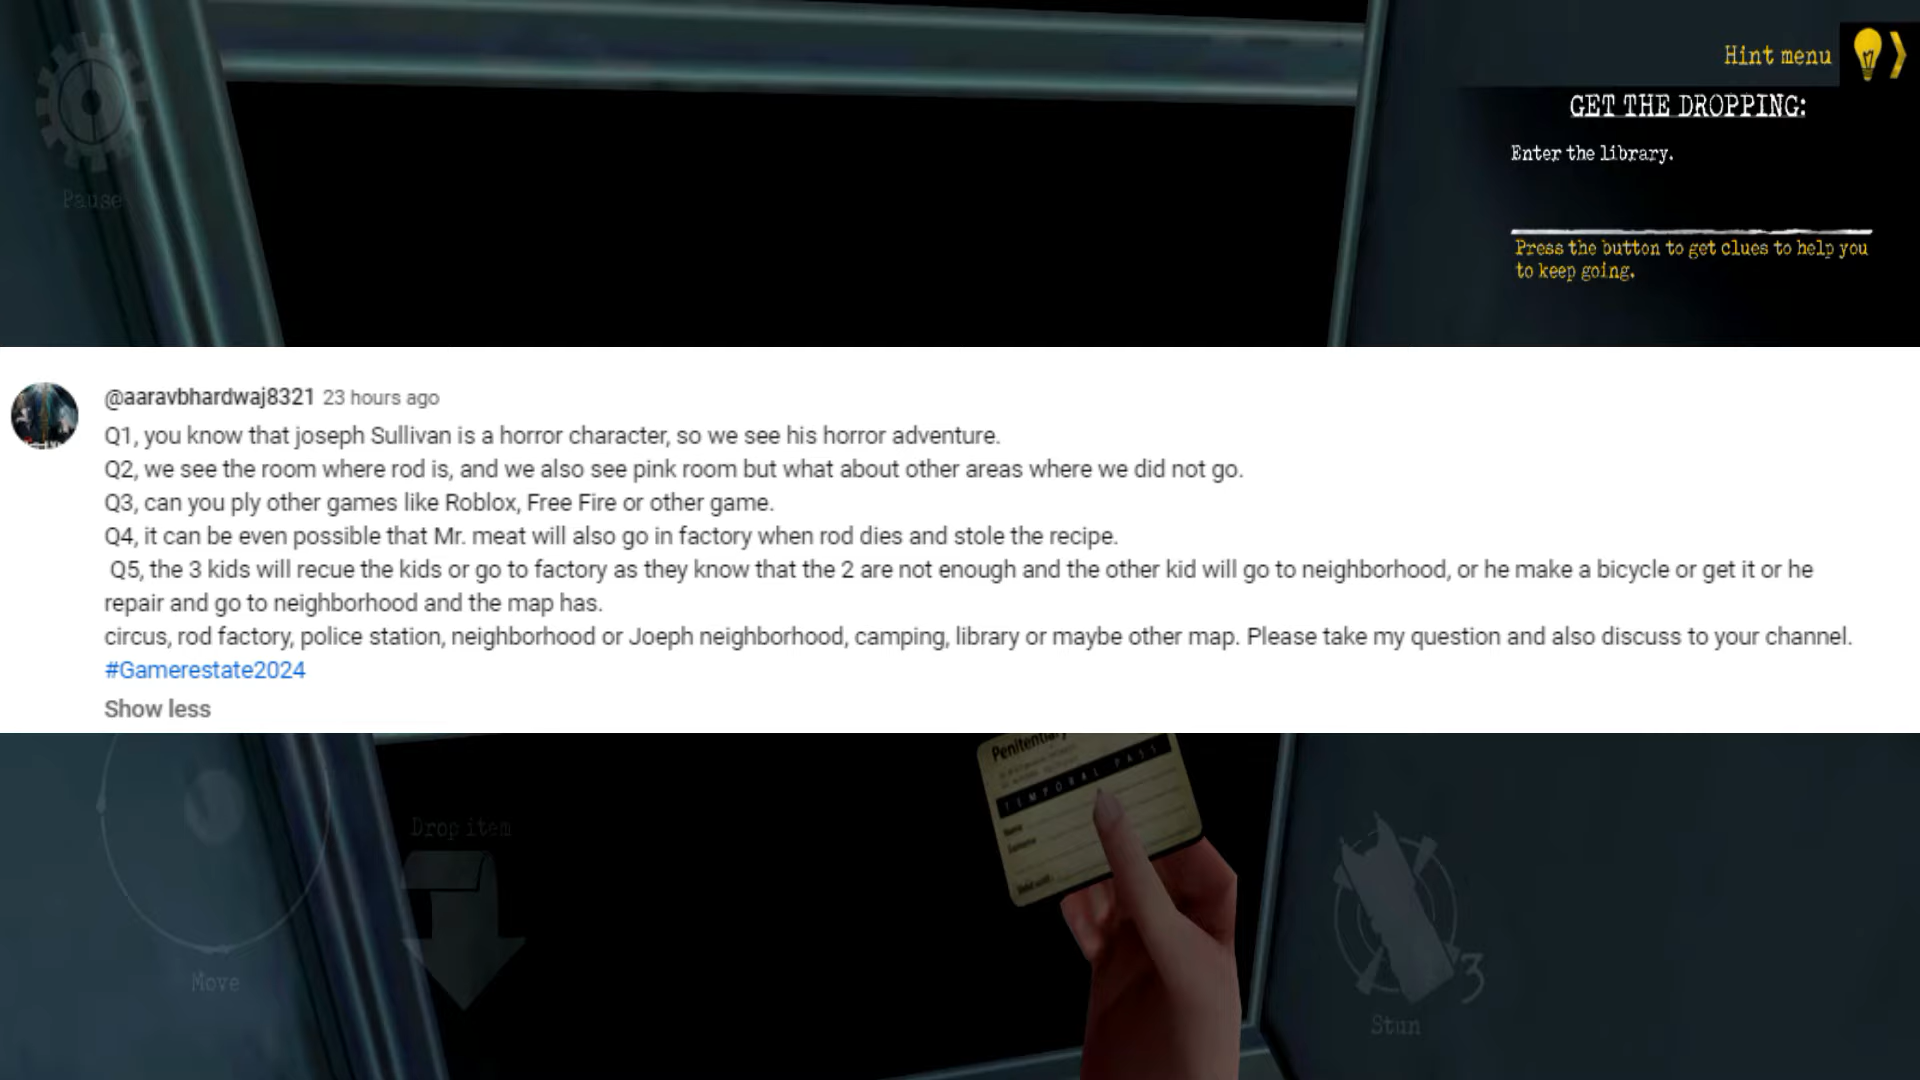 Hint menu
GET THE DROPPING:
Enter the library.
Pause
Press the button to get clues to help you
to keep going.
@aaravbhardwaj8321 23 hours ago
Q1, you know that joseph Sullivan is a horror character, so we see his horror adventure.
Q2, we see the room where rod is, and we also see pink room but what about other areas where we did not go.
Q3, can you ply other games like Roblox, Free Fire or other game.
Q4, it can be even possible that Mr. meat will also go in factory when rod dies and stole the recipe.
Q5, the 3 kids will recue the kids or go to factory as they know that the 2 are not enough and the other kid will go to neighborhood, or he make a bicycle or get it or he
repair and go to neighborhood and the map has.
circus, rod factory, police station, neighborhood or Joeph neighborhood, camping, library or maybe other map. Please take my question and also discuss to your channel.
#Gamerestate2024
Show less
Penitentiary
TEMPORAL PASS
Name
Drop item
Move
3
Stun